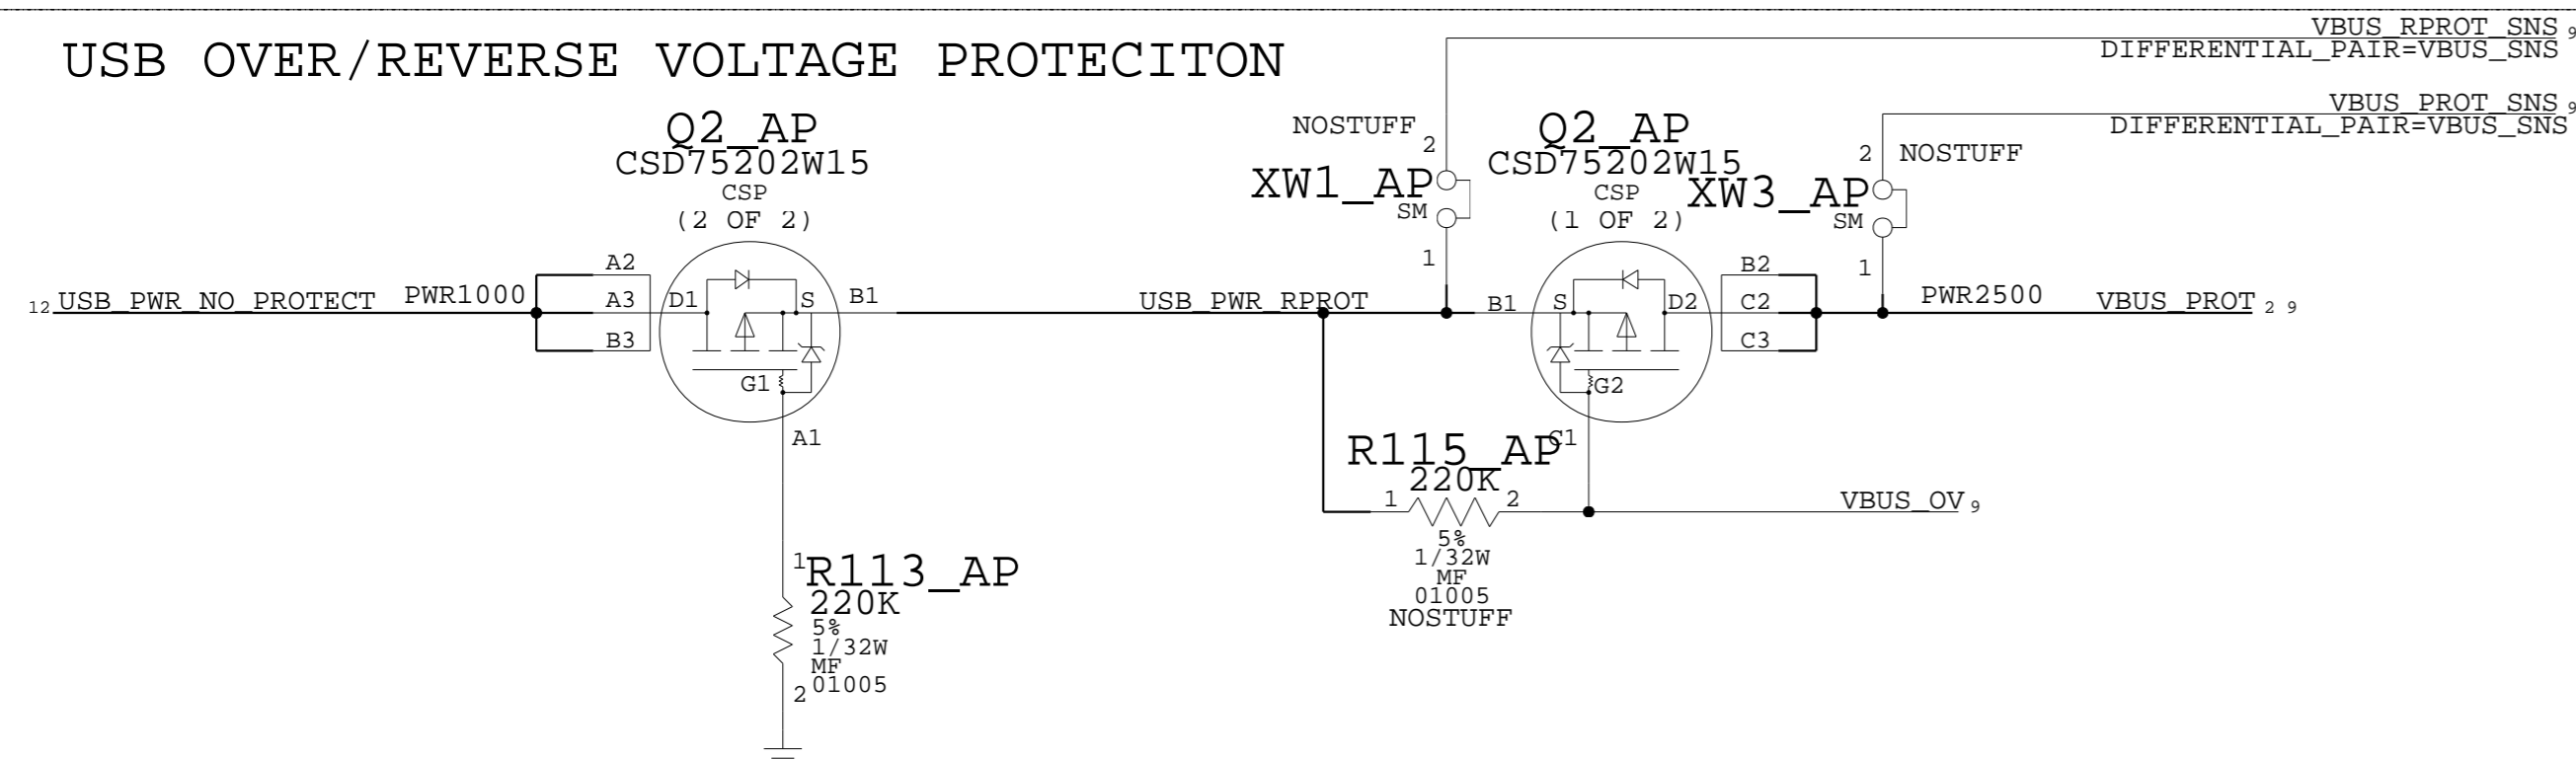 VBUS_RPROT_SNS 9
DIFFERENTIAL_PAIR=VBUS_SNS
USB OVER/REVERSE VOLTAGE PROTECITON
VBUS_PROT_SNS 9
DIFFERENTIAL_PAIR=VBUS_SNS
Q2_AP
CSD75202W15
CSP
(2 OF 2)
NOSTUFF
2
XW1_AP
SM
1
Q2_AP
CSD75202W15
CSP
(1 OF 2)
2 NOSTUFF
XW3_AP
SM
1
12 USB_PWR_NO_PROTECT PWR1000
A2
A3
B3
D1
S
G1
B1
A1
USB_PWR_RPROT
B1
S
D2
G2
B2
C2
C3
C1
PWR2500
VBUS_PROT 2 9
R115_AP
220K
1
2
5%
1/32W
MF
01005
NOSTUFF
VBUS_OV 9
1
R113_AP
220K
5%
1/32W
MF
01005
2